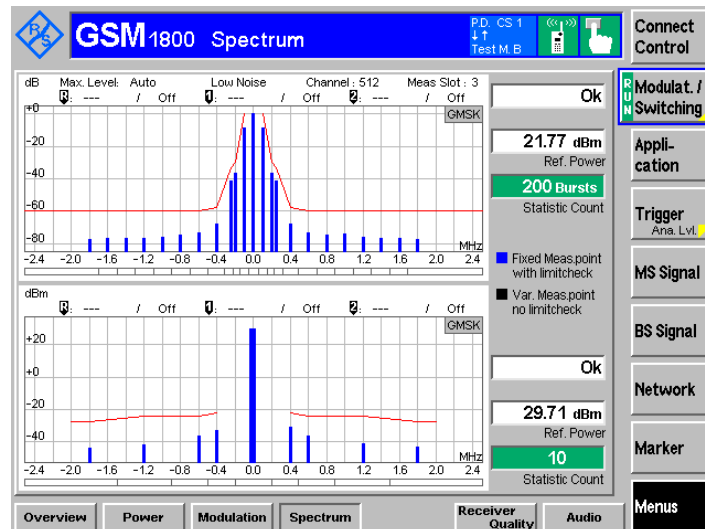 R/S
GSM 1800 Spectrum
P.D. CS 1
↓↑
Test M. B
Connect
Control
dB Max. Level: Auto Low Noise Channel : 512 Meas Slot : 3
R: --- / Off 1: --- / Off 2: --- / Off
GMSK
+0
-20
-40
-60
-80
MHz
-2.4 -2.0 -1.6 -1.2 -0.8 -0.4 0.0 0.4 0.8 1.2 1.6 2.0 2.4
Ok
21.77 dBm
Ref. Power
200 Bursts
Statistic Count
Fixed Meas.point
with limitcheck
Var. Meas.point
no limitcheck
dBm
R: --- / Off 1: --- / Off 2: --- / Off
GMSK
+20
+0
-20
-40
MHz
-2.4 -2.0 -1.6 -1.2 -0.8 -0.4 0.0 0.4 0.8 1.2 1.6 2.0 2.4
Ok
29.71 dBm
Ref. Power
10
Statistic Count
RUN
Modulat. /
Switching
Appli-
cation
Trigger
Ana. Lvl.
MS Signal
BS Signal
Network
Marker
Menus
Overview Power Modulation Spectrum Receiver Quality Audio